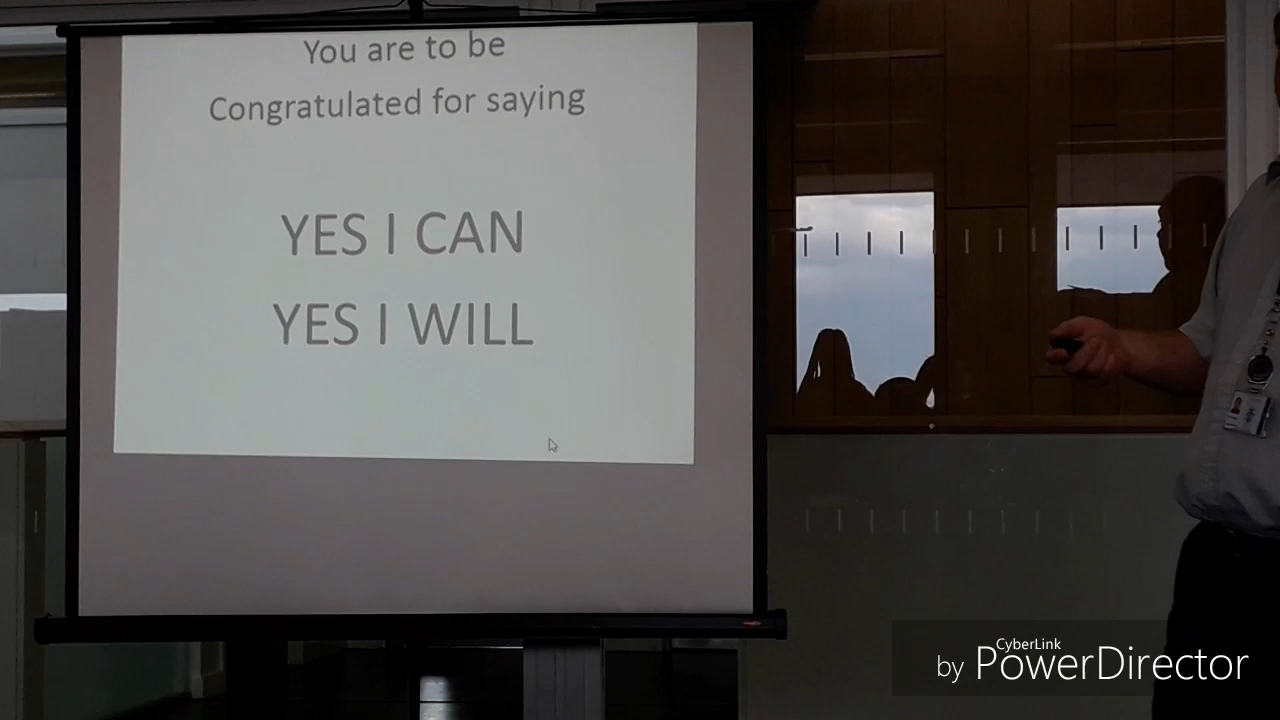 You are to be
Congratulated for saying
YES I CAN
YES I WILL
CyberLink
by PowerDirector